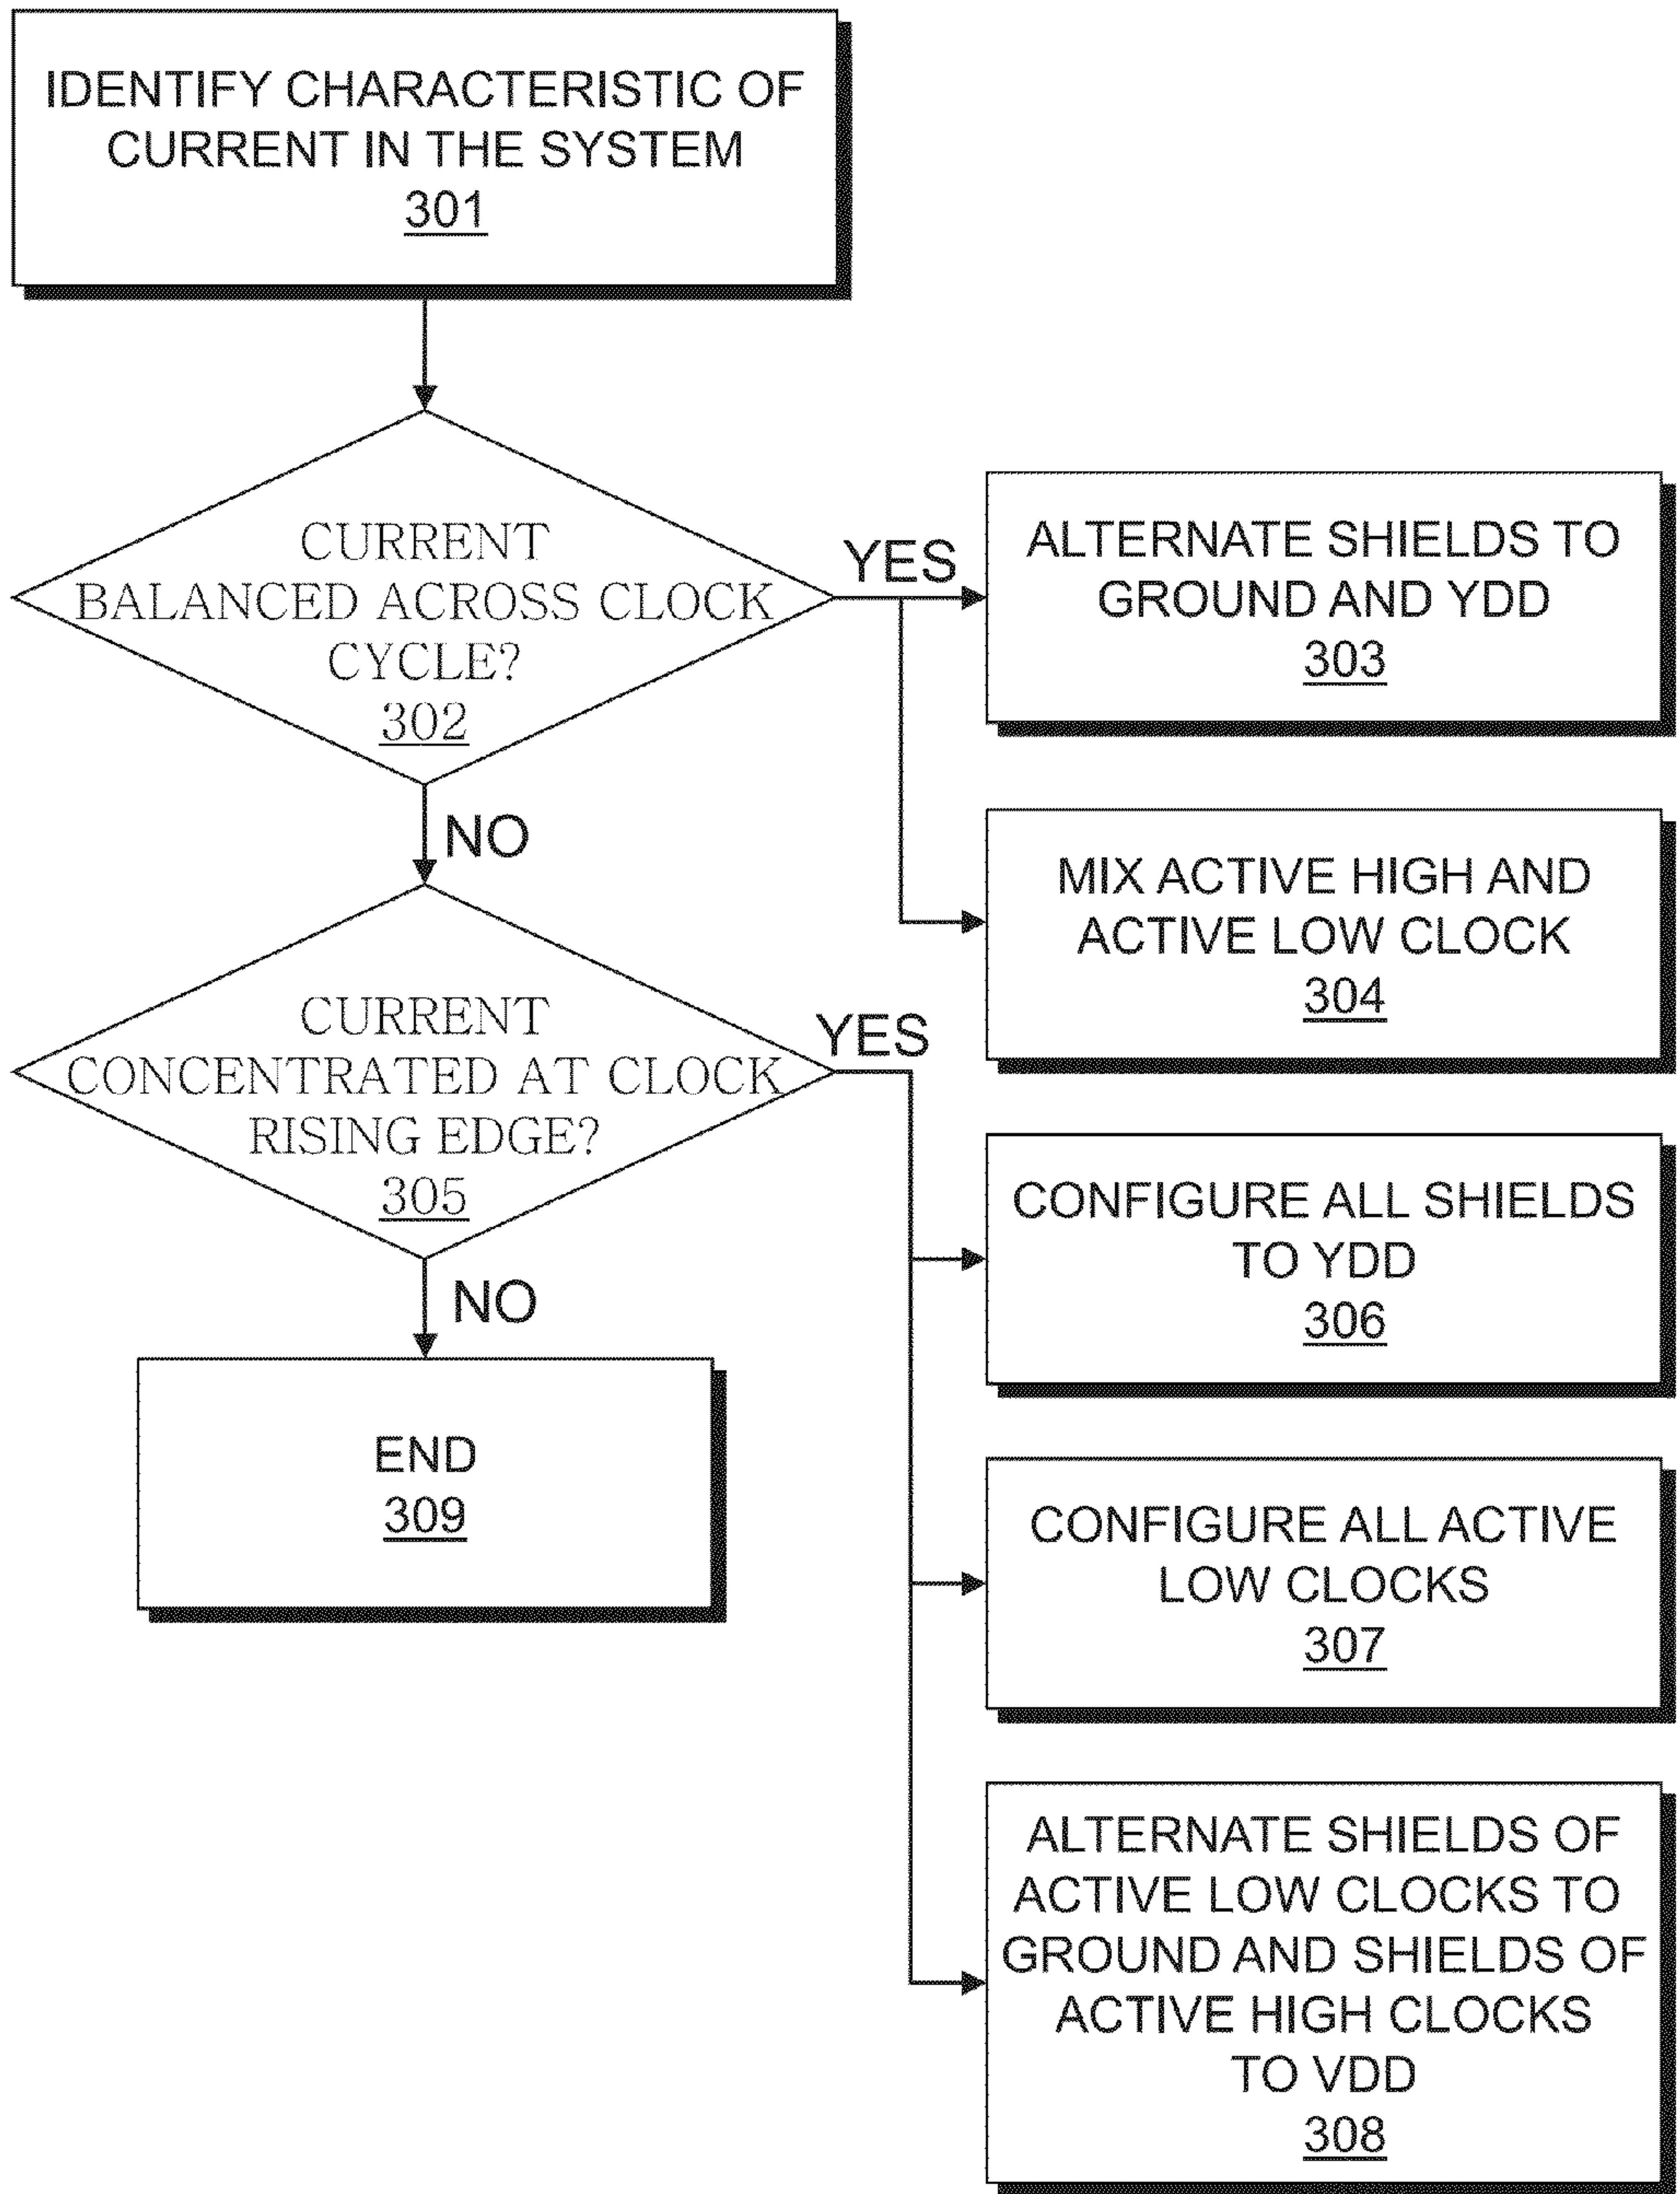 IDENTIFY CHARACTERISTIC OF
CURRENT IN THE SYSTEM
301
CURRENT
BALANCED ACROSS CLOCK
CYCLE?
302
YES
ALTERNATE SHIELDS TO
GROUND AND YDD
303
NO
MIX ACTIVE HIGH AND
ACTIVE LOW CLOCK
304
CURRENT
CONCENTRATED AT CLOCK
RISING EDGE?
305
YES
CONFIGURE ALL SHIELDS
TO YDD
306
NO
END
309
CONFIGURE ALL ACTIVE
LOW CLOCKS
307
ALTERNATE SHIELDS OF
ACTIVE LOW CLOCKS TO
GROUND AND SHIELDS OF
ACTIVE HIGH CLOCKS
TO VDD
308